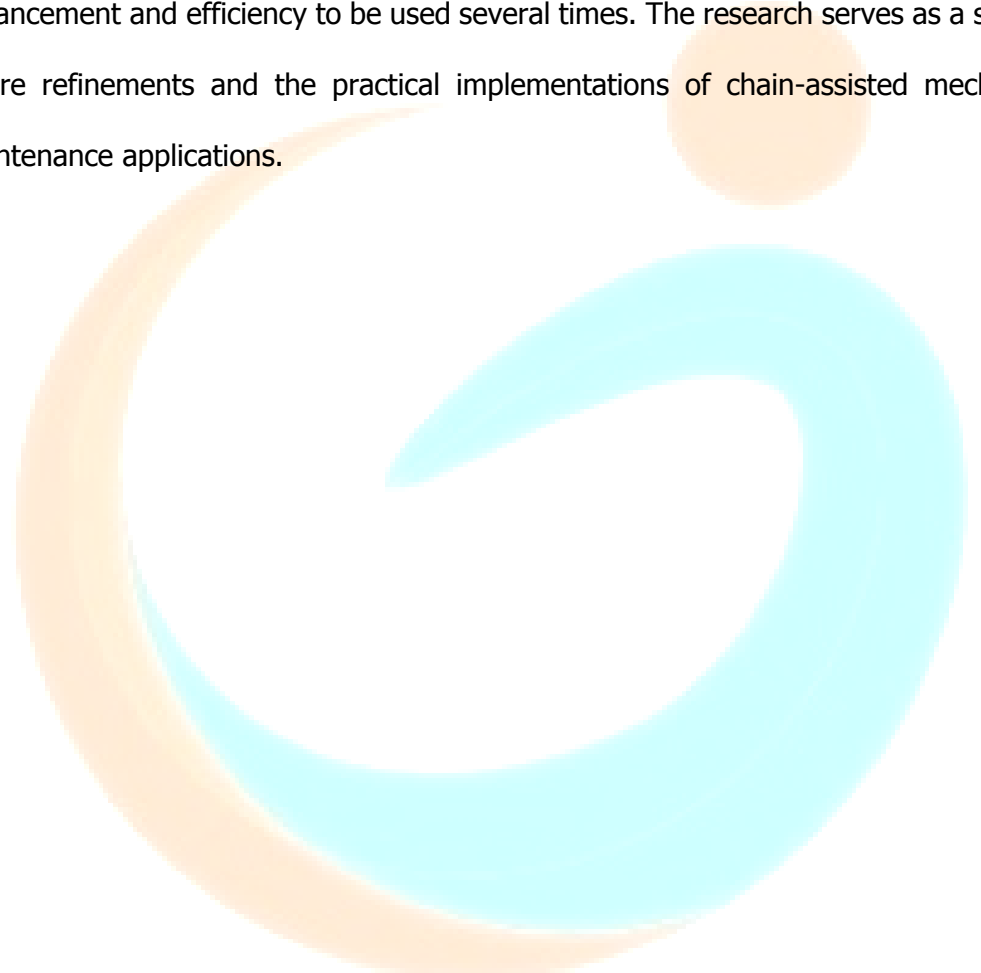 ancement and efficiency to be used several times. The research serves as a s
re refinements and the practical implementations of chain-assisted mech
ntenance applications.